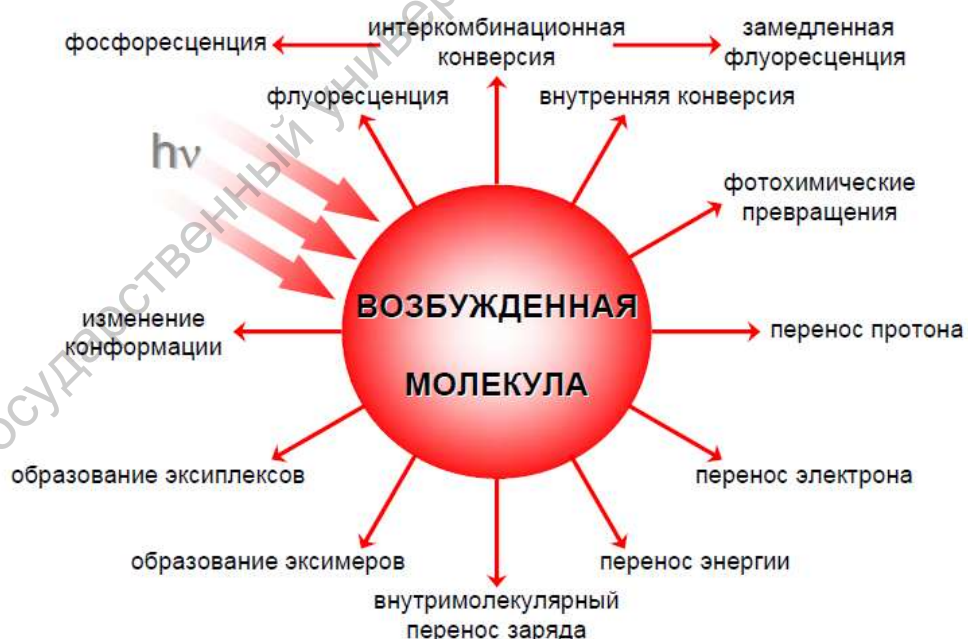 фосфоресценция
интеркомбинационная
конверсия
замедленная
флуоресценция
флуоресценция
внутренняя конверсия
hν
фотохимические
превращения
ВОЗБУЖДЕННАЯ
МОЛЕКУЛА
изменение
конформации
перенос протона
образование эксиплексов
перенос электрона
образование эксимеров
перенос энергии
внутримолекулярный
перенос заряда